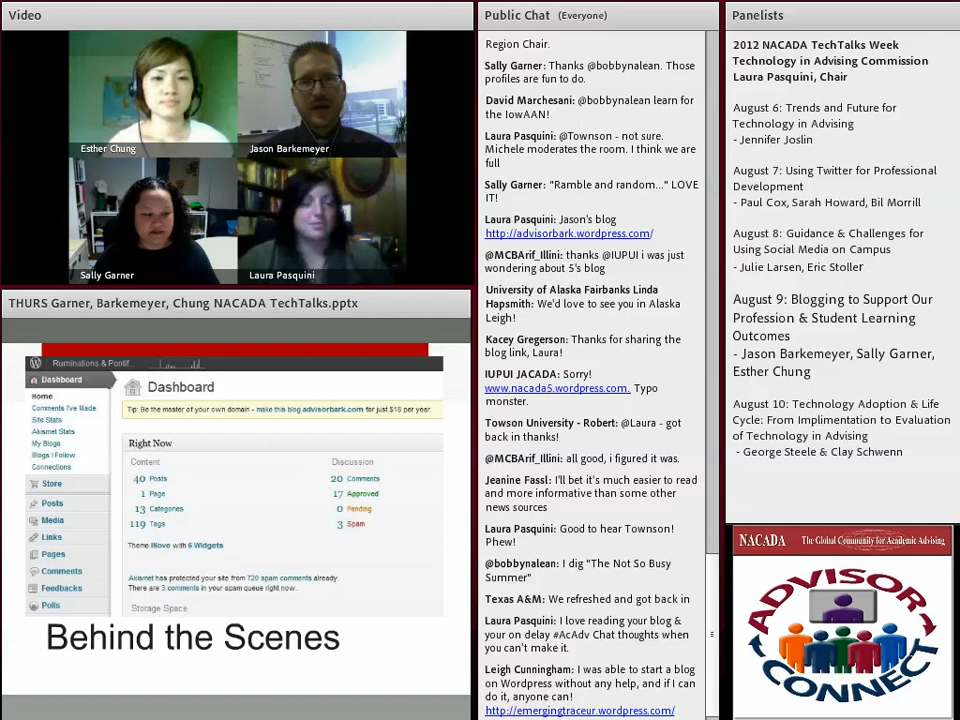 Video
Esther Chung
Jason Barkemeyer
Sally Garner
Laura Pasquini
THURS Garner, Barkemeyer, Chung NACADA TechTalks.pptx
Ruminations & Pontif
Dashboard
Home
Comments I've Made
Site Stats
Akismet Stats
My Blogs
Blogs I Follow
Connections
Store
Posts
Media
Links
Pages
Comments
Feedbacks
Polls
Dashboard
Tip: Be the master of your own domain - make this blog advisorbark.com for just $18 per year.
Right Now
Content
Discussion
40 Posts
20 Comments
1 Page
17 Approved
13 Categories
0 Pending
119 Tags
3 Spam
Theme iNove with 6 Widgets
Akismet has protected your site from 720 spam comments already.
There are 3 comments in your spam queue right now.
Storage Space
Behind the Scenes
Public Chat (Everyone)
Region Chair.
Sally Garner: Thanks @bobbynalean. Those
profiles are fun to do.
David Marchesani: @bobbynalean learn for
the IowAAN!
Laura Pasquini: @Townson - not sure.
Michele moderates the room. I think we are
full
Sally Garner: "Ramble and random..." LOVE
IT!
Laura Pasquini: Jason's blog
http://advisorbark.wordpress.com/
@MCBArif_Illini: thanks @IUPUI i was just
wondering about 5's blog
University of Alaska Fairbanks Linda
Hapsmith: We'd love to see you in Alaska
Leigh!
Kacey Gregerson: Thanks for sharing the
blog link, Laura!
IUPUI JACADA: Sorry!
www.nacada5.wordpress.com. Typo
monster.
Towson University - Robert: @Laura - got
back in thanks!
@MCBArif_Illini: all good, i figured it was.
Jeanine Fassl: I'll bet it's much easier to read
and more informative than some other
news sources
Laura Pasquini: Good to hear Townson!
Phew!
@bobbynalean: I dig "The Not So Busy
Summer"
Texas A&M: We refreshed and got back in
Laura Pasquini: I love reading your blog &
your on delay #AcAdv Chat thoughts when
you can't make it.
Leigh Cunningham: I was able to start a blog
on Wordpress without any help, and if I can
do it, anyone can!
http://emergingtraceur.wordpress.com/
Panelists
2012 NACADA TechTalks Week
Technology in Advising Commission
Laura Pasquini, Chair
August 6: Trends and Future for
Technology in Advising
- Jennifer Joslin
August 7: Using Twitter for Professional
Development
- Paul Cox, Sarah Howard, Bil Morrill
August 8: Guidance & Challenges for
Using Social Media on Campus
- Julie Larsen, Eric Stoller
August 9: Blogging to Support Our
Profession & Student Learning
Outcomes
- Jason Barkemeyer, Sally Garner,
Esther Chung
August 10: Technology Adoption & Life
Cycle: From Implimentation to Evaluation
of Technology in Advising
- George Steele & Clay Schwenn
NACADA The Global Community for Academic Advising
ADVISOR
CONNECT